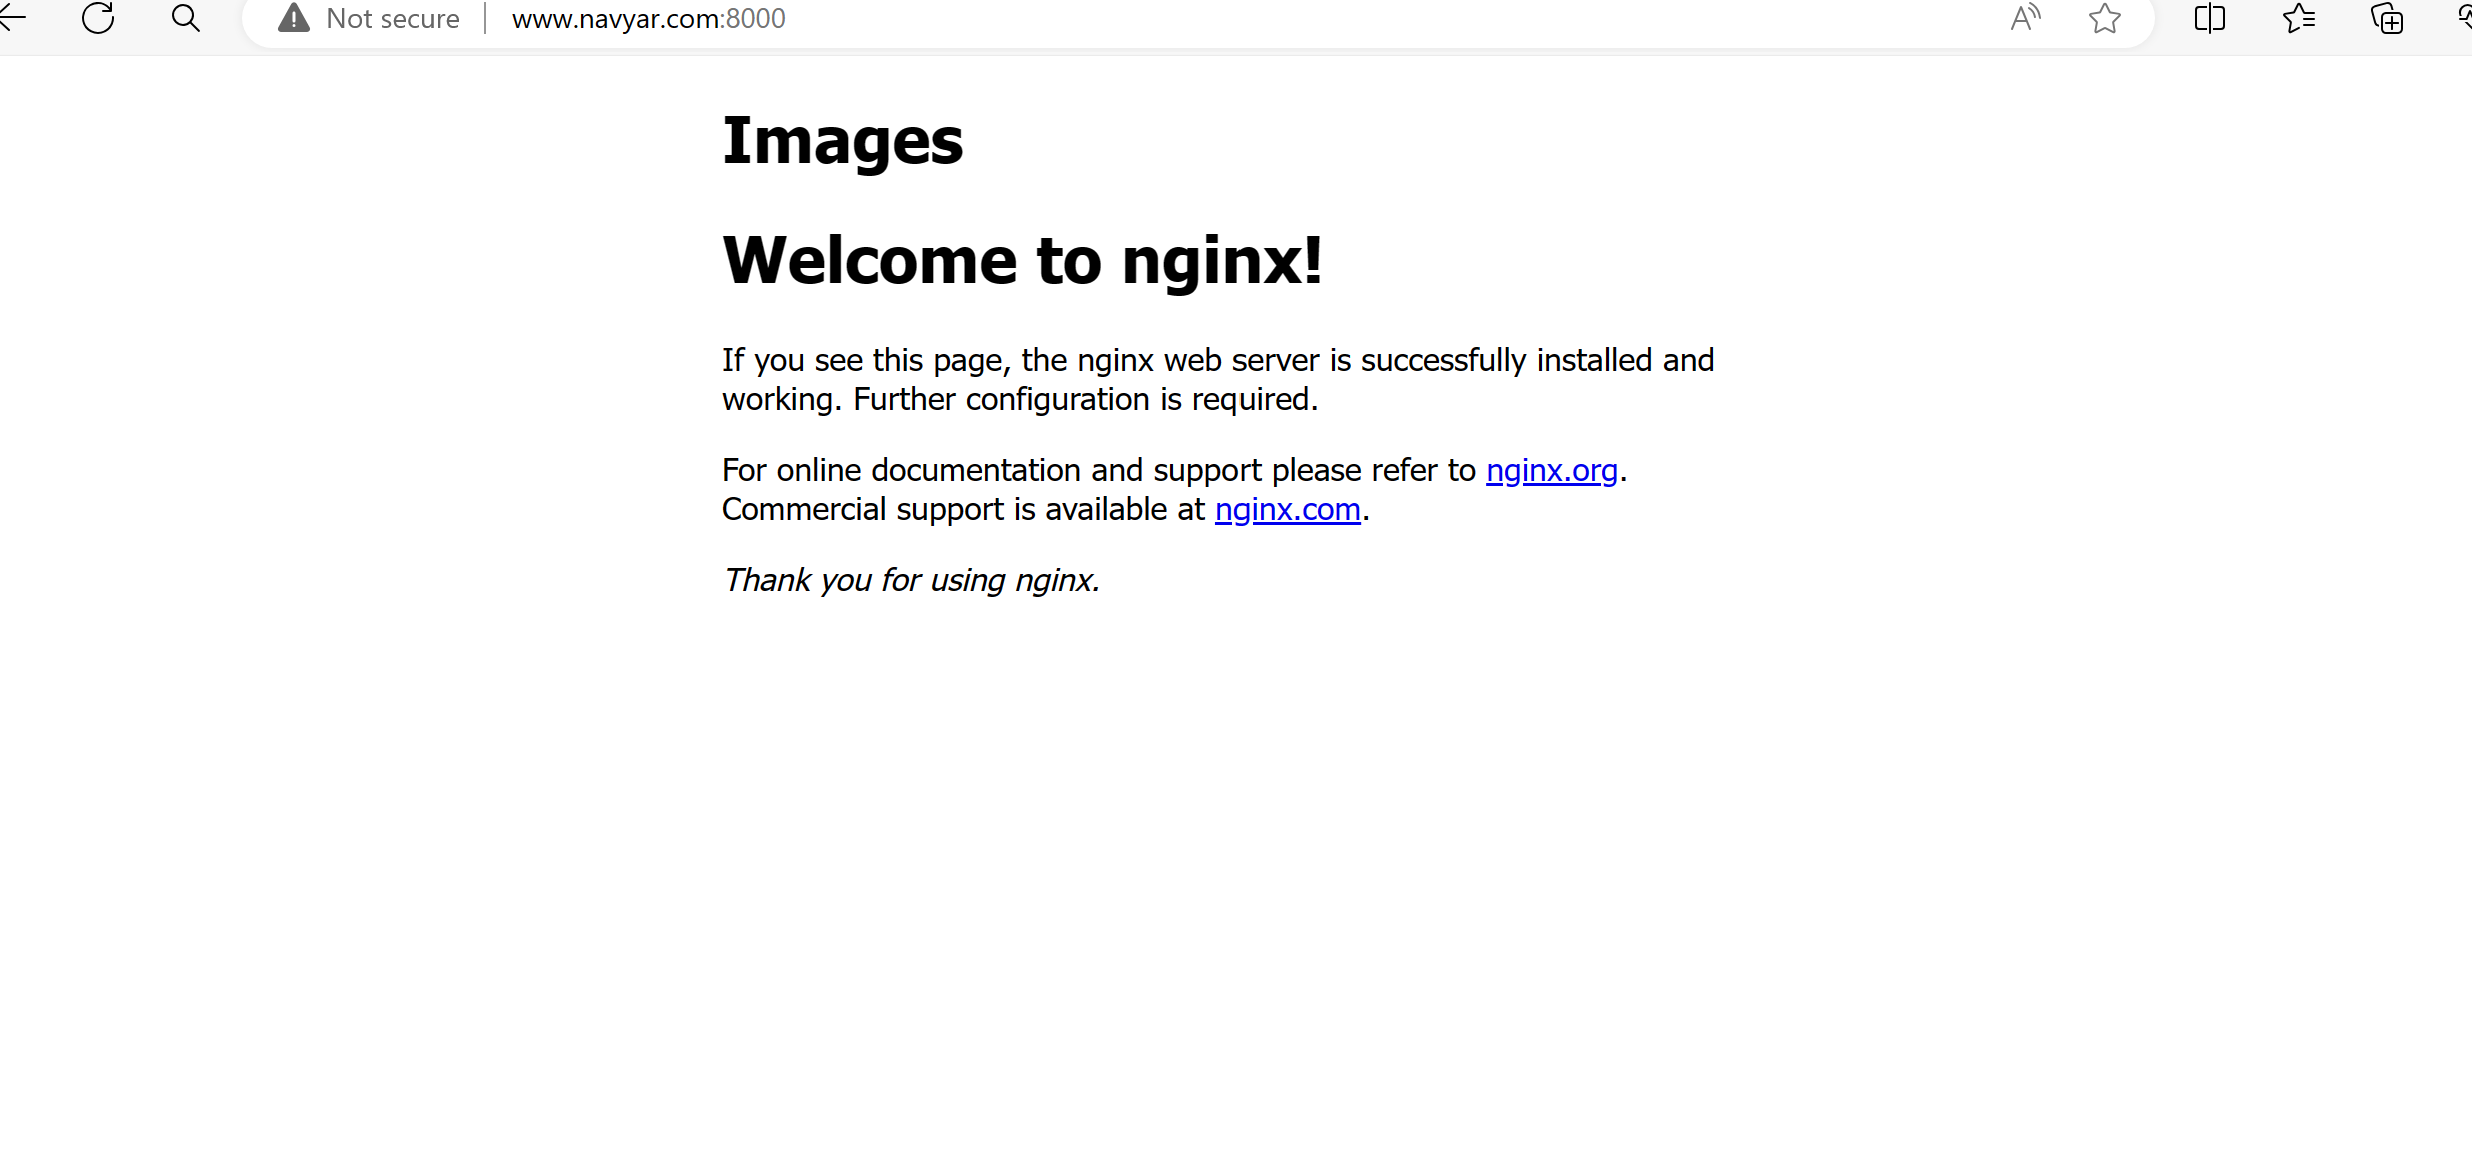 Not secure
www.navyar.com:8000
Images
Welcome to nginx!
If you see this page, the nginx web server is successfully installed and
working. Further configuration is required.
For online documentation and support please refer to nginx.org.
Commercial support is available at nginx.com.
Thank you for using nginx.